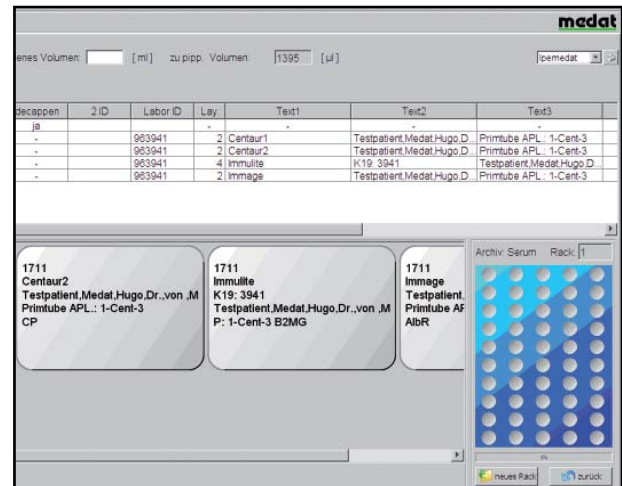 medat
enes Volumen: [ml] zu pipp. Volumen: 1395 [µl] Ipemedat
decappen 2.ID Labor ID Lay. Text1 Text2 Text3
ja - - - -
- 963941 2 Centaur1 Testpatient,Medat,Hugo,D... Primtube APL.: 1-Cent-3
- 963941 2 Centaur2 Testpatient,Medat,Hugo,D... Primtube APL.: 1-Cent-3
- 963941 4 Immulite K19: 3941 Testpatient,Medat,Hugo,D...
- 963941 2 Immage Testpatient,Medat,Hugo,D... Primtube APL.: 1-Cent-3
1711
Centaur2
Testpatient,Medat,Hugo,Dr.,von ,M
Primtube APL.: 1-Cent-3
CP
1711
Immulite
K19: 3941
Testpatient,Medat,Hugo,Dr.,von ,M
P: 1-Cent-3 B2MG
1711
Immage
Testpatient,
Primtube AP
AlbR
Archiv: Serum Rack: 1
0%
neues Rack zurück